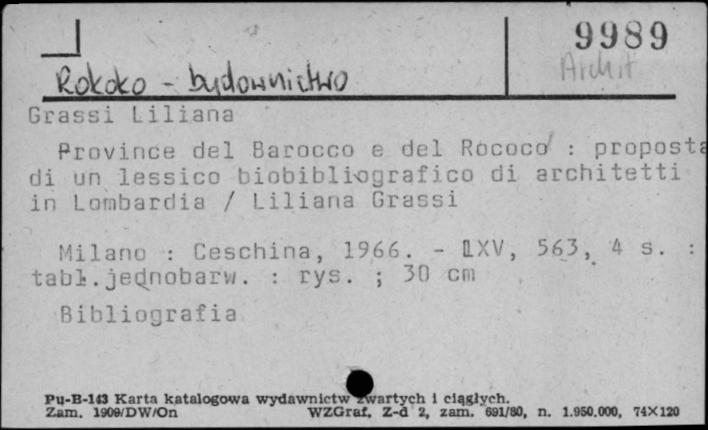 9989
Archit
Rokoko - budownictwo
Grassi Liliana
Province del Barocco e del Rococo' : proposta
di un lessico biobibliografico di architetti
in Lombardia / Liliana Grassi
Milano : Ceschina, 1966. - LXV, 563, 4 s. :
tabl.jednobarw. : rys. ; 30 cm
Bibliografia
Pu-B-143 Karta katalogowa wydawnictw zwartych i ciągłych.
Zam. 1909/DW/On WZGraf. Z-d 2, zam. 691/80, n. 1.950.000, 74×120